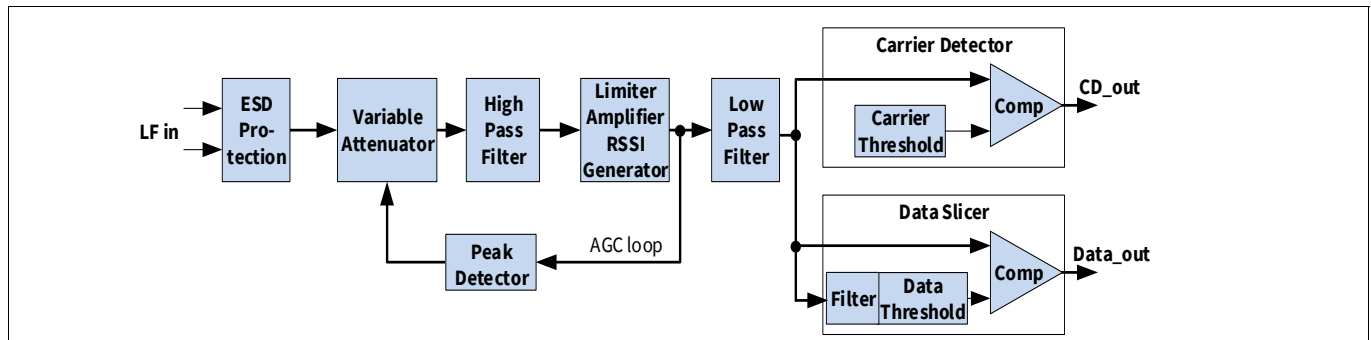 LF in
ESD
Pro-
tection
Variable
Attenuator
High
Pass
Filter
Limiter
Amplifier
RSSI
Generator
Low
Pass
Filter
Peak
Detector
AGC loop
Carrier Detector
Carrier
Threshold
Comp
CD_out
Data Slicer
Filter
Data
Threshold
Comp
Data_out